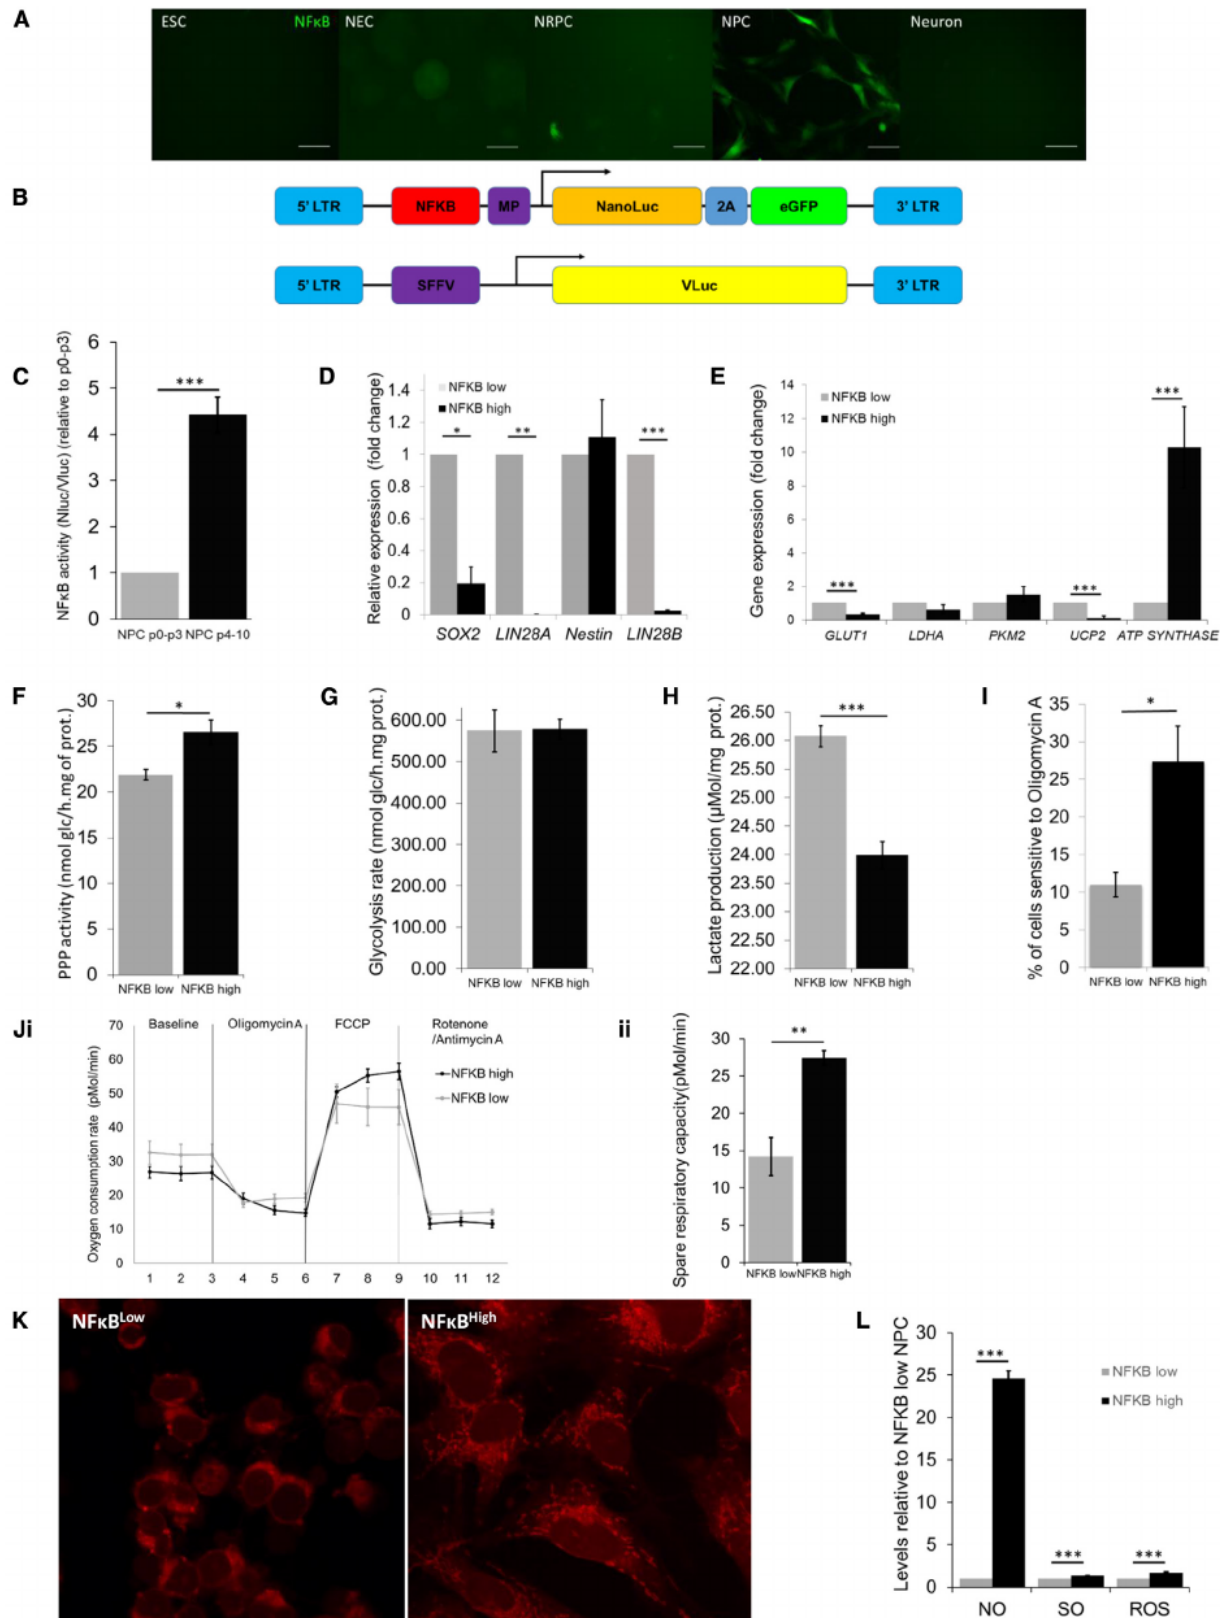 A
ESC
NFκB
NEC
NRPC
NPC
Neuron
B
5' LTR
NFKB
MP
NanoLuc
2A
eGFP
3' LTR
5' LTR
SFFV
VLuc
3' LTR
C
NFκB activity (Nluc/Vluc) (relative to p0-p3)
6
5
4
3
2
1
0
***
NPC p0-p3 NPC p4-10
D
Relative expression (fold change)
1.4
1.2
1
0.8
0.6
0.4
0.2
0
NFKB low
NFKB high
* ** ***
SOX2 LIN28A Nestin LIN28B
E
Gene expression (fold change)
14
12
10
8
6
4
2
0
NFKB low
NFKB high
*** *** ***
GLUT1 LDHA PKM2 UCP2 ATP SYNTHASE
F
PPP activity (nmol glc/h.mg of prot.)
30
25
20
15
10
5
0
*
NFKB low NFKB high
G
Glycolysis rate (nmol glc/h.mg prot.)
600.00
500.00
400.00
300.00
200.00
100.00
0.00
NFKB low NFKB high
H
Lactate production (µMol/mg prot.)
26.50
26.00
25.50
25.00
24.50
24.00
23.50
23.00
22.50
22.00
***
NFKB low NFKB high
I
% of cells sensitive to Oligomycin A
35
30
25
20
15
10
5
0
*
NFKB low NFKB high
Ji
Oxygen consumption rate (pMol/min)
70
60
50
40
30
20
10
0
Baseline
Oligomycin A
FCCP
Rotenone
/Antimycin A
NFKB high
NFKB low
1 2 3 4 5 6 7 8 9 10 11 12
ii
Spare respiratory capacity(pMol/min)
30
25
20
15
10
5
0
**
NFKB low NFKB high
K
NFκBLow
NFκBHigh
L
Levels relative to NFKB low NPC
30
25
20
15
10
5
0
NFKB low
NFKB high
*** *** ***
NO SO ROS